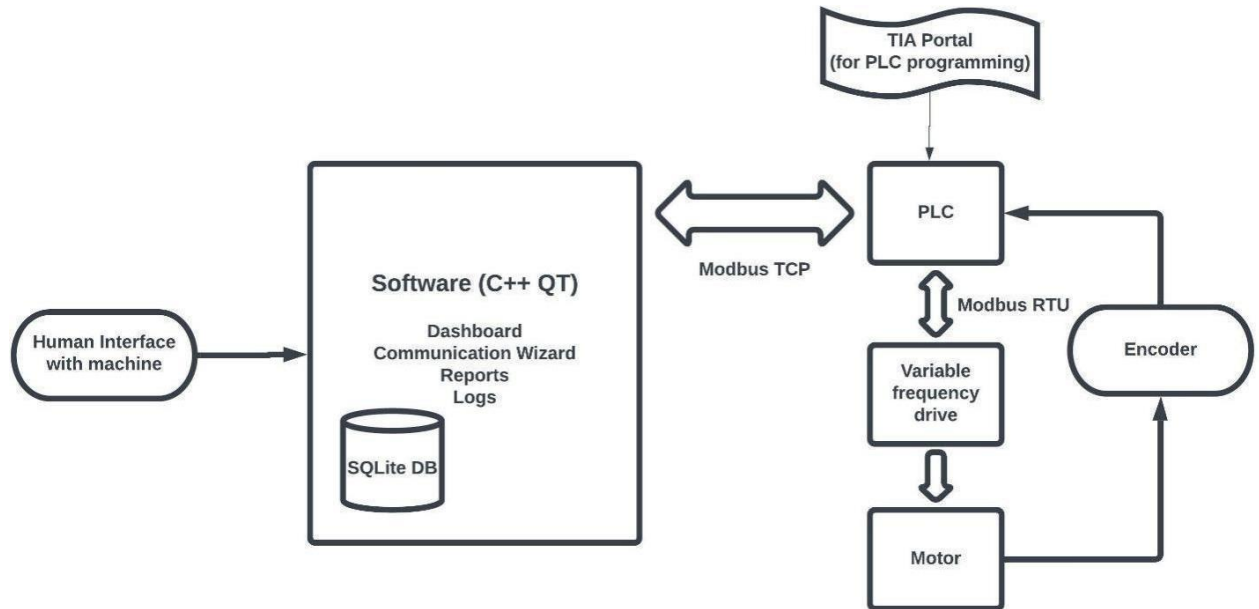 TIA Portal
(for PLC programming)
PLC
Modbus TCP
Software (C++ QT)
Dashboard
Communication Wizard
Reports
Logs
SQLite DB
Human Interface
with machine
Modbus RTU
Variable
frequency
drive
Encoder
Motor